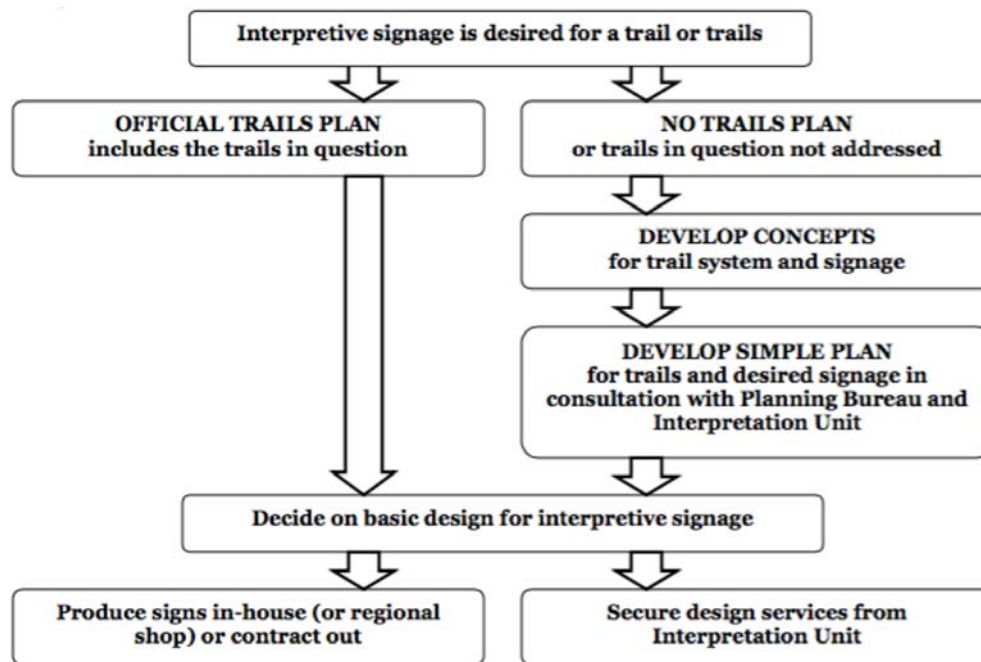 Interpretive signage is desired for a trail or trails
OFFICIAL TRAILS PLAN
includes the trails in question
NO TRAILS PLAN
or trails in question not addressed
DEVELOP CONCEPTS
for trail system and signage
DEVELOP SIMPLE PLAN
for trails and desired signage in
consultation with Planning Bureau and
Interpretation Unit
Decide on basic design for interpretive signage
Produce signs in-house (or regional
shop) or contract out
Secure design services from
Interpretation Unit